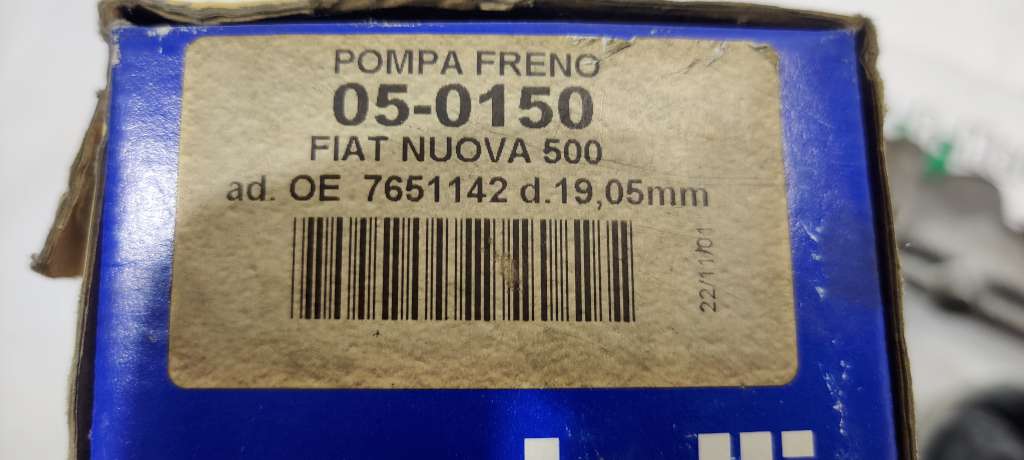 POMPA FRENO
05-0150
FIAT NUOVA 500
ad. OE 7651142 d.19,05mm
22/11/01